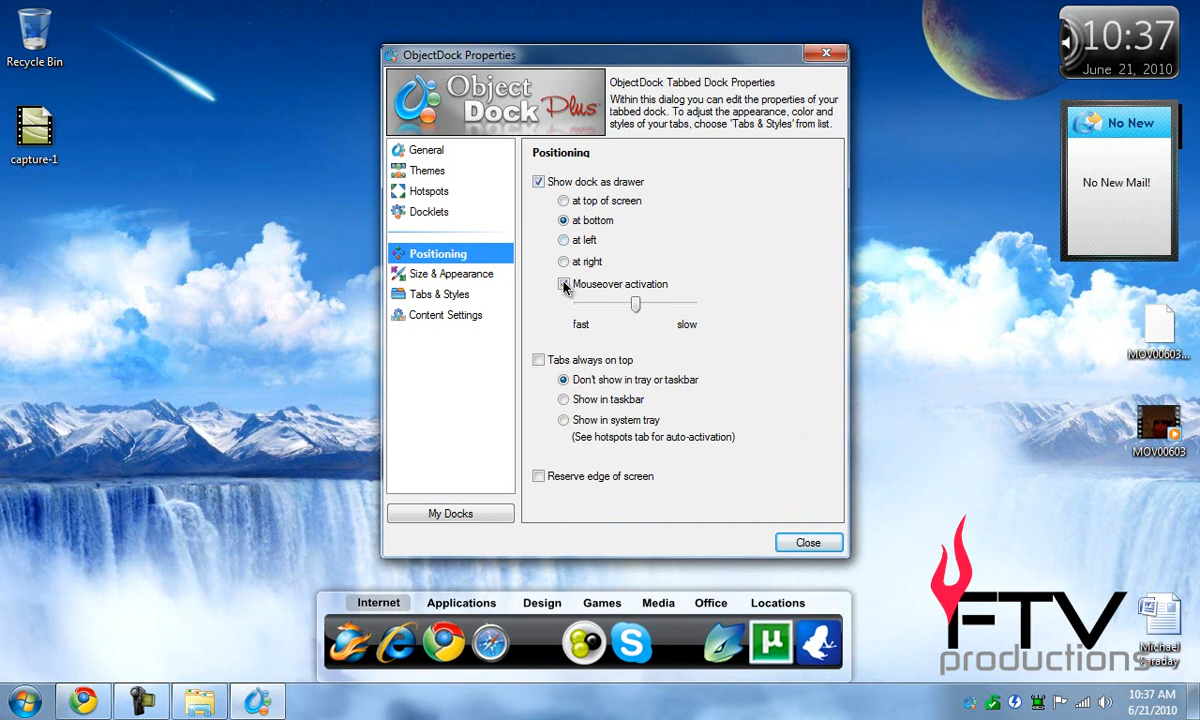 Recycle Bin
capture-1
ObjectDock Properties
Object
Dock Plus
ObjectDock Tabbed Dock Properties
Within this dialog you can edit the properties of your
tabbed dock. To adjust the appearance, color and
styles of your tabs, choose 'Tabs & Styles' from list.
General
Themes
Hotspots
Docklets
Positioning
Size & Appearance
Tabs & Styles
Content Settings
My Docks
Positioning
Show dock as drawer
at top of screen
at bottom
at left
at right
Mouseover activation
fast slow
Tabs always on top
Don't show in tray or taskbar
Show in taskbar
Show in system tray
(See hotspots tab for auto-activation)
Reserve edge of screen
Close
10:37
June 21, 2010
No New
No New Mail!
MOV00603...
MOV00603
Internet Applications Design Games Media Office Locations
µ
FTV
productions
Michael
10:37 AM
6/21/2010